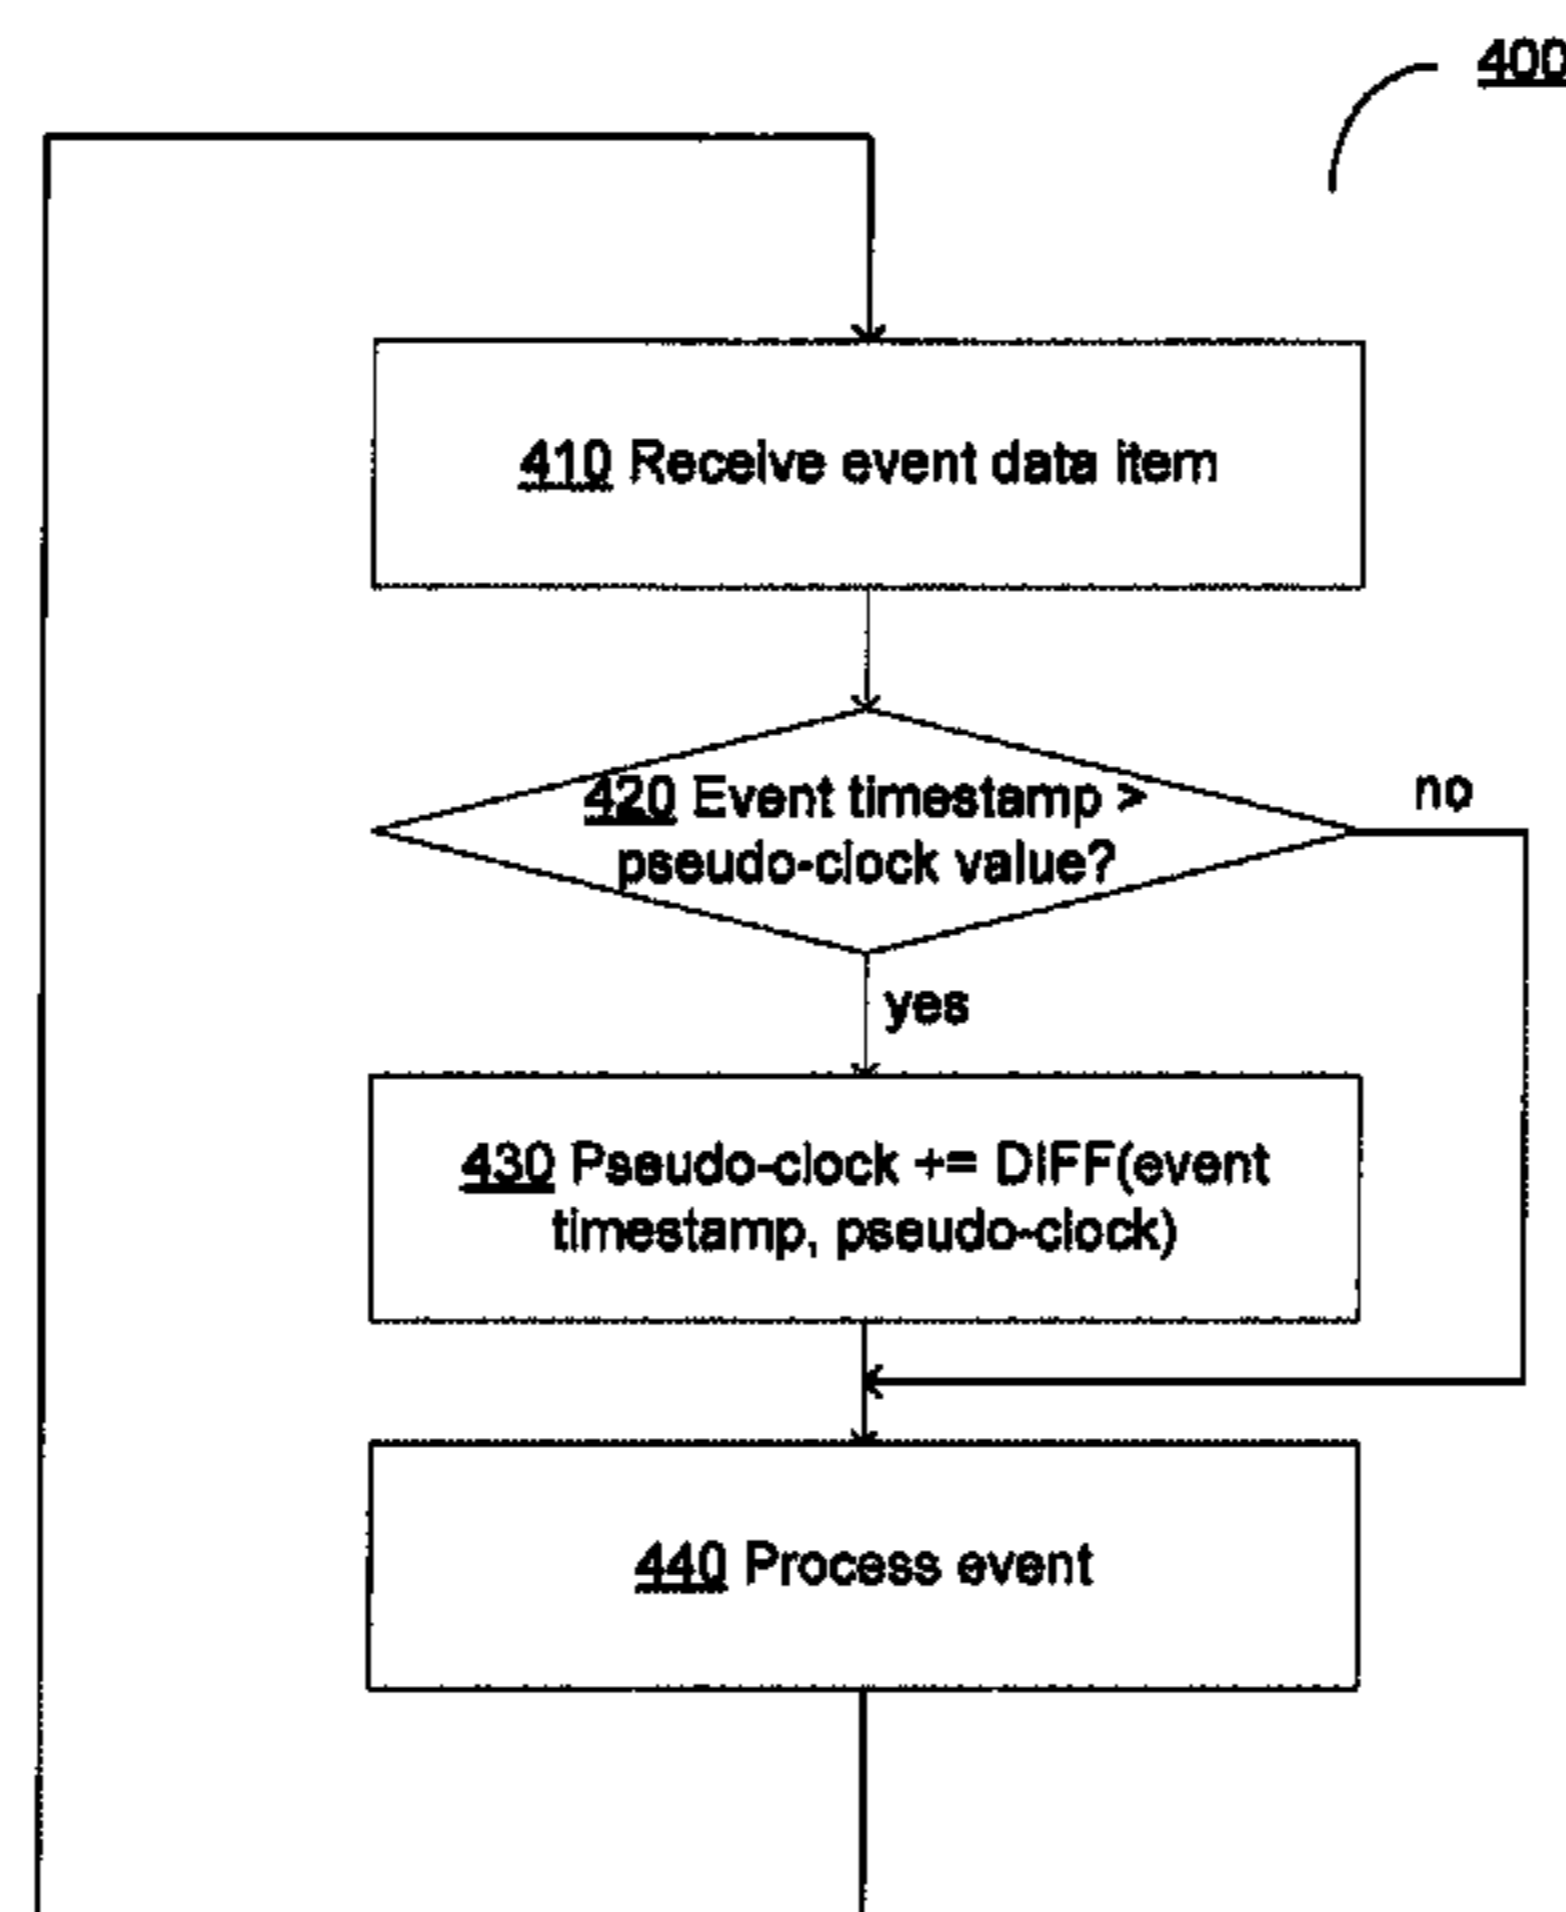 400
410 Receive event data item
420 Event timestamp >
pseudo-clock value?
no
yes
430 Pseudo-clock += DIFF(event
timestamp, pseudo-clock)
440 Process event